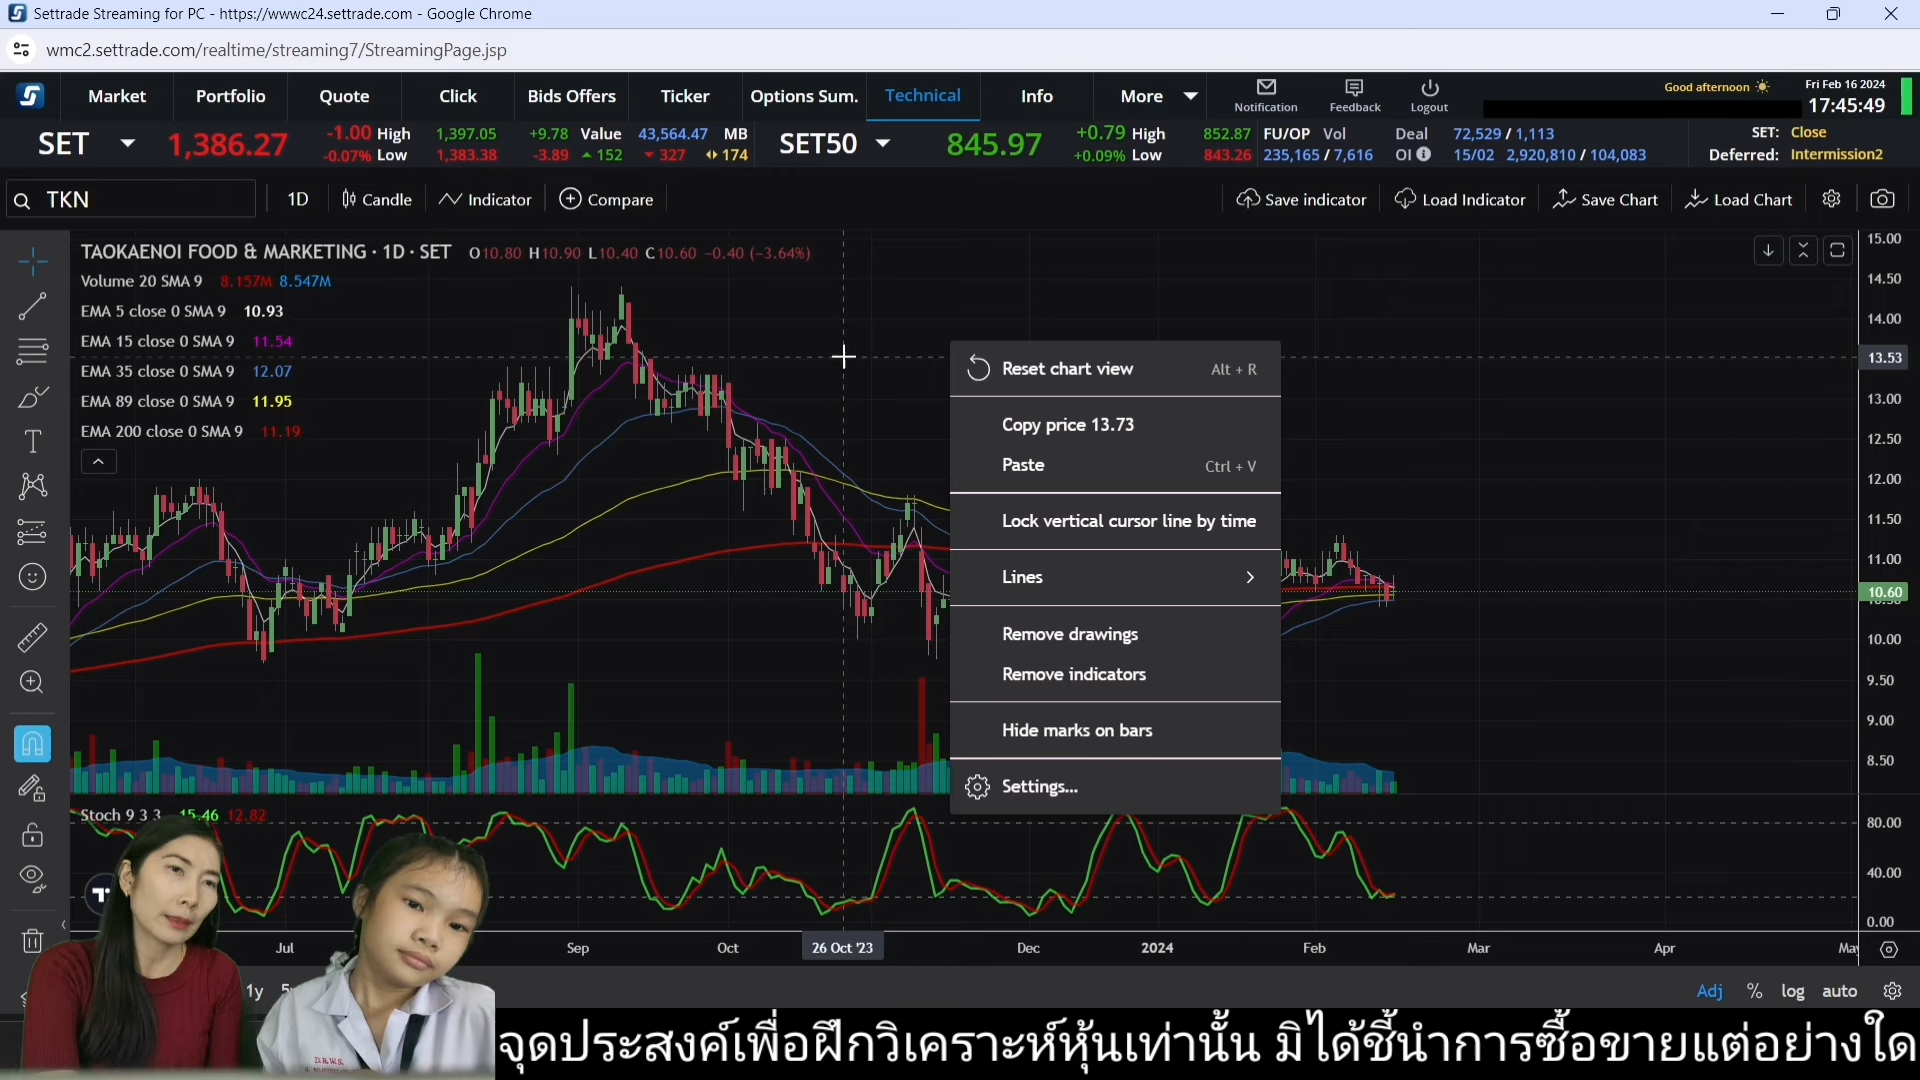 Settrade Streaming for PC - https://wwwc24.settrade.com - Google Chrome
wmc2.settrade.com/realtime/streaming7/StreamingPage.jsp
Market Portfolio Quote Click Bids Offers Ticker Options Sum. Technical Info More Notification Feedback Logout Good afternoon Fri Feb 16 2024 17:45:49
SET 1,386.27 -1.00 High 1,397.05 +9.78 Value 43,564.47 MB SET50 845.97 +0.79 High 852.87 FU/OP Vol Deal 72,529 / 1,113 SET: Close
-0.07% Low 1,383.38 -3.89 152 327 174 +0.09% Low 843.26 235,165 / 7,616 OI 15/02 2,920,810 / 104,083 Deferred: Intermission2
TKN 1D Candle Indicator Compare Save indicator Load Indicator Save Chart Load Chart
TAOKAENOI FOOD & MARKETING · 1D · SET O10.80 H10.90 L10.40 C10.60 -0.40 (-3.64%)
Volume 20 SMA 9 8.157M 8.547M
EMA 5 close 0 SMA 9 10.93
EMA 15 close 0 SMA 9 11.54
EMA 35 close 0 SMA 9 12.07
EMA 89 close 0 SMA 9 11.95
EMA 200 close 0 SMA 9 11.19
Reset chart view Alt + R
Copy price 13.73
Paste Ctrl + V
Lock vertical cursor line by time
Lines
Remove drawings
Remove indicators
Hide marks on bars
Settings...
15.00
14.50
14.00
13.53
13.00
12.50
12.00
11.50
11.00
10.60
10.00
9.50
9.00
8.50
Stoch 9 3 3 15.46 12.82
80.00
40.00
0.00
Jul Sep Oct 26 Oct '23 Dec 2024 Feb Mar Apr May
1y Adj % log auto
D.R.W.S.
จุดประสงค์เพื่อฝึกวิเคราะห์หุ้นเท่านั้น มิได้ชี้นำการซื้อขายแต่อย่างใด